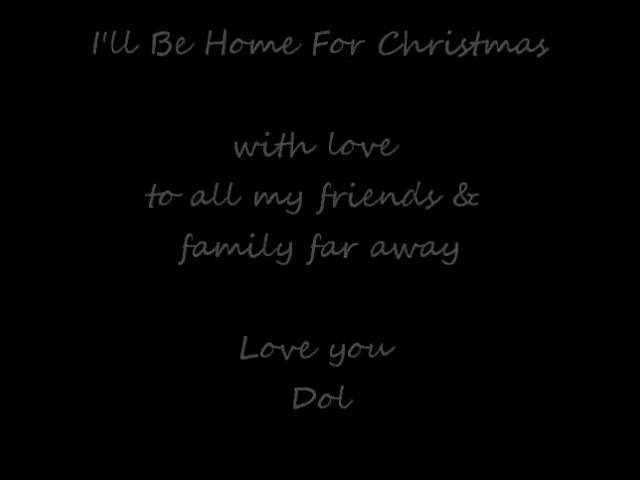 I'll Be Home For Christmas
with love
to all my friends &
family far away
Love you
Dol